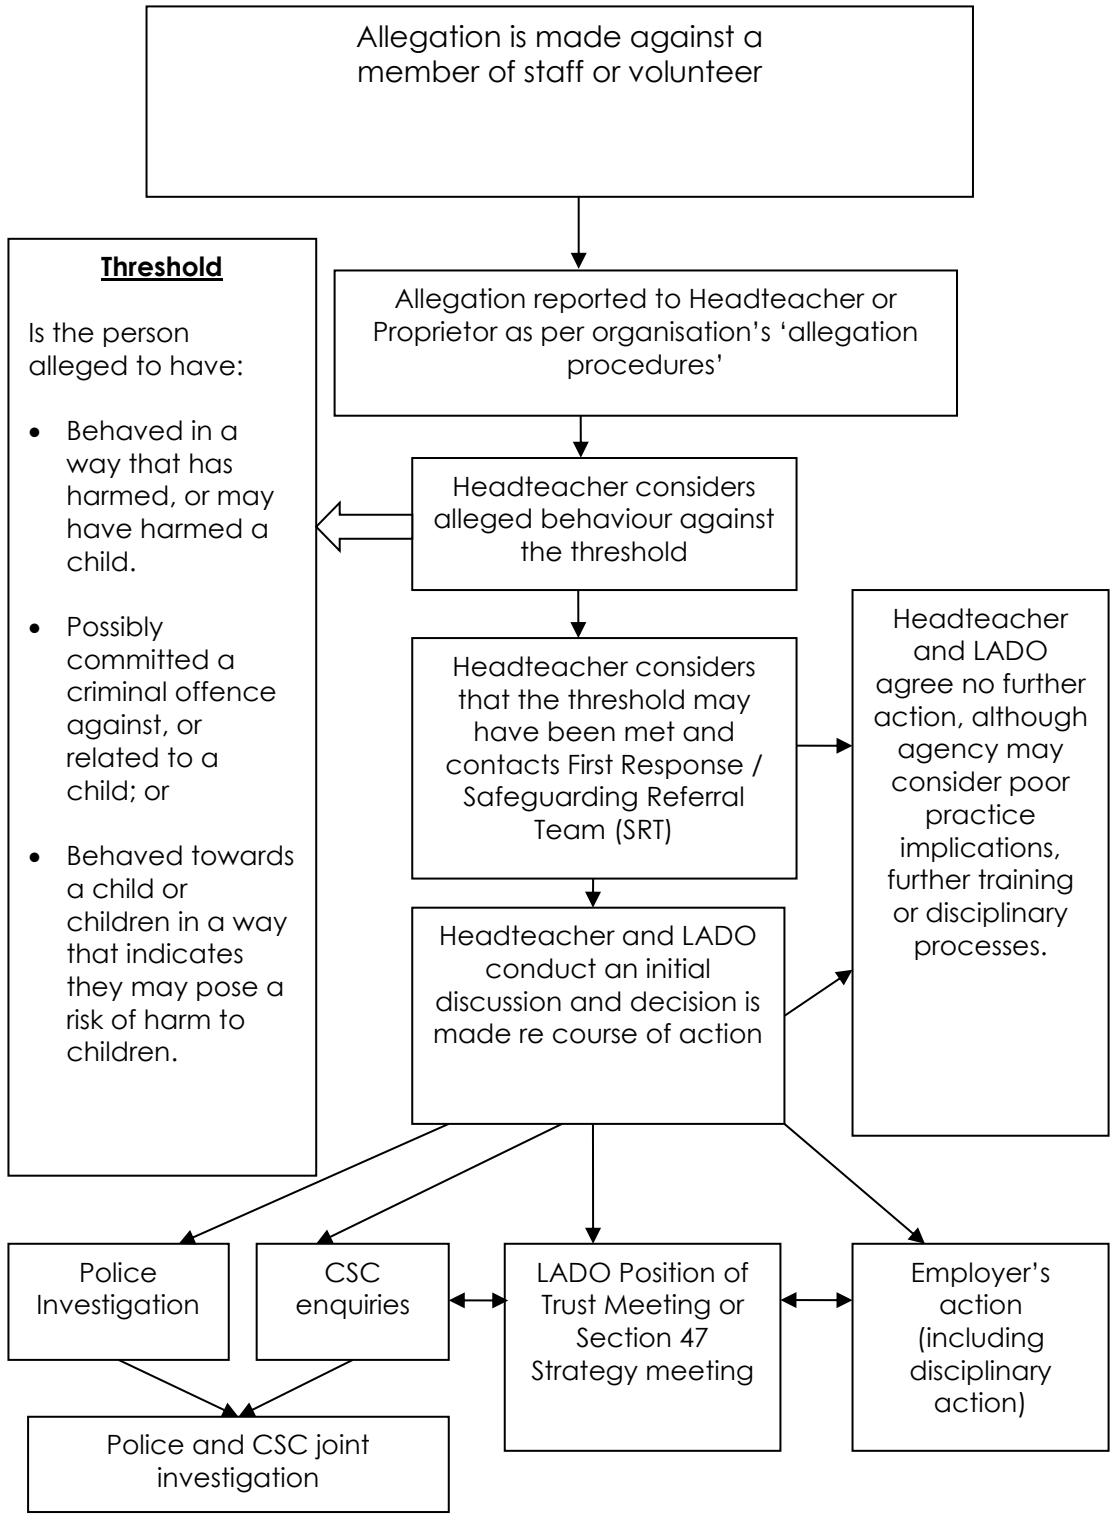 Allegation is made against a
member of staff or volunteer
Threshold
Is the person
alleged to have:
• Behaved in a
way that has
harmed, or may
have harmed a
child.
• Possibly
committed a
criminal offence
against, or
related to a
child; or
• Behaved towards
a child or
children in a way
that indicates
they may pose a
risk of harm to
children.
Allegation reported to Headteacher or
Proprietor as per organisation’s ‘allegation
procedures’
Headteacher considers
alleged behaviour against
the threshold
Headteacher considers
that the threshold may
have been met and
contacts First Response /
Safeguarding Referral
Team (SRT)
Headteacher
and LADO
agree no further
action, although
agency may
consider poor
practice
implications,
further training
or disciplinary
processes.
Headteacher and LADO
conduct an initial
discussion and decision is
made re course of action
Police
Investigation
CSC
enquiries
LADO Position of
Trust Meeting or
Section 47
Strategy meeting
Employer’s
action
(including
disciplinary
action)
Police and CSC joint
investigation